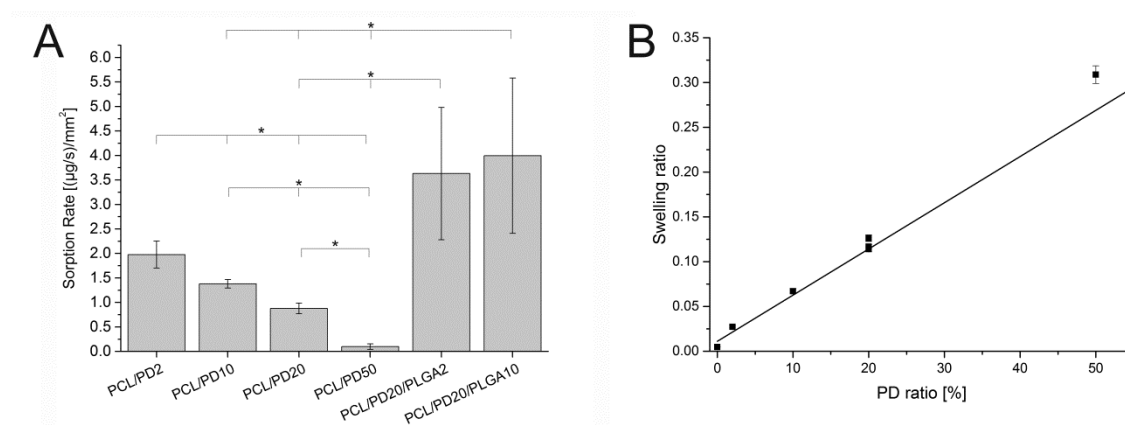 A
*
*
*
*
*
6.0
5.5
5.0
4.5
4.0
3.5
3.0
2.5
2.0
1.5
1.0
0.5
0.0
Sorption Rate [(µg/s)/mm²]
PCL/PD2
PCL/PD10
PCL/PD20
PCL/PD50
PCL/PD20/PLGA2
PCL/PD20/PLGA10
B
0.35
0.30
0.25
0.20
0.15
0.10
0.05
0.00
Swelling ratio
0 10 20 30 40 50
PD ratio [%]